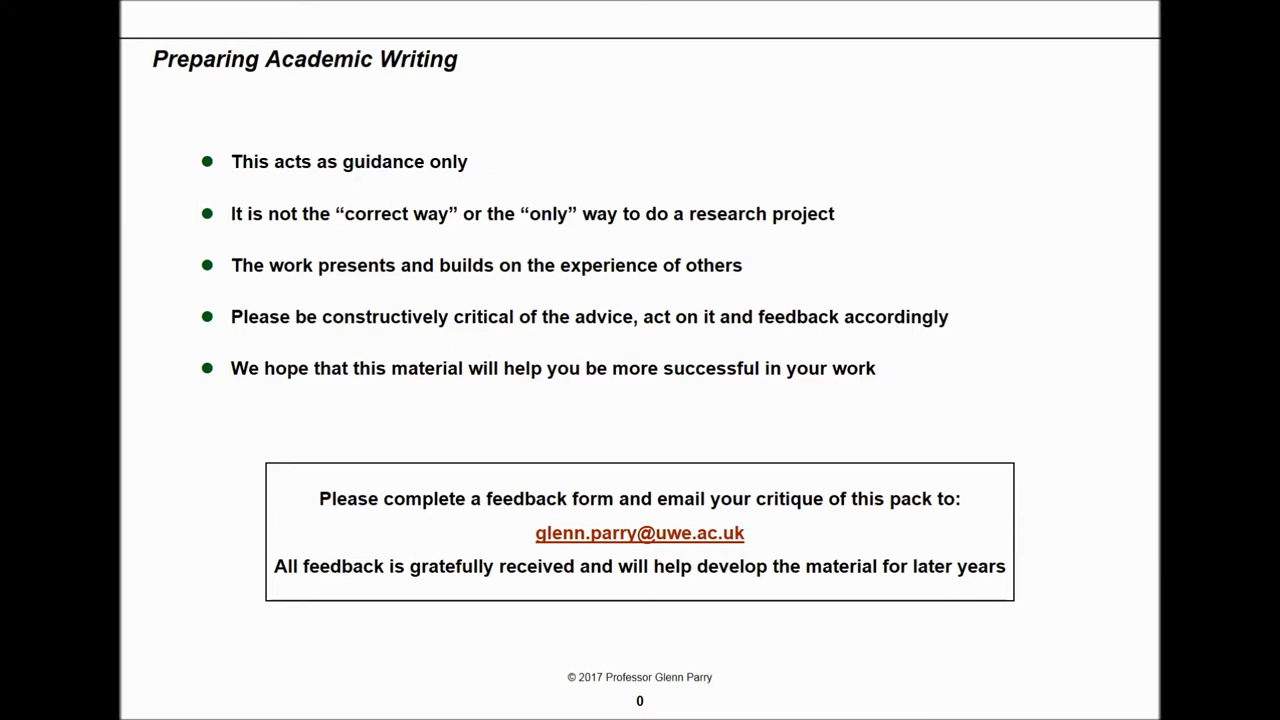 Preparing Academic Writing
This acts as guidance only
It is not the “correct way” or the “only” way to do a research project
The work presents and builds on the experience of others
Please be constructively critical of the advice, act on it and feedback accordingly
We hope that this material will help you be more successful in your work
Please complete a feedback form and email your critique of this pack to:
glenn.parry@uwe.ac.uk
All feedback is gratefully received and will help develop the material for later years
© 2017 Professor Glenn Parry
0